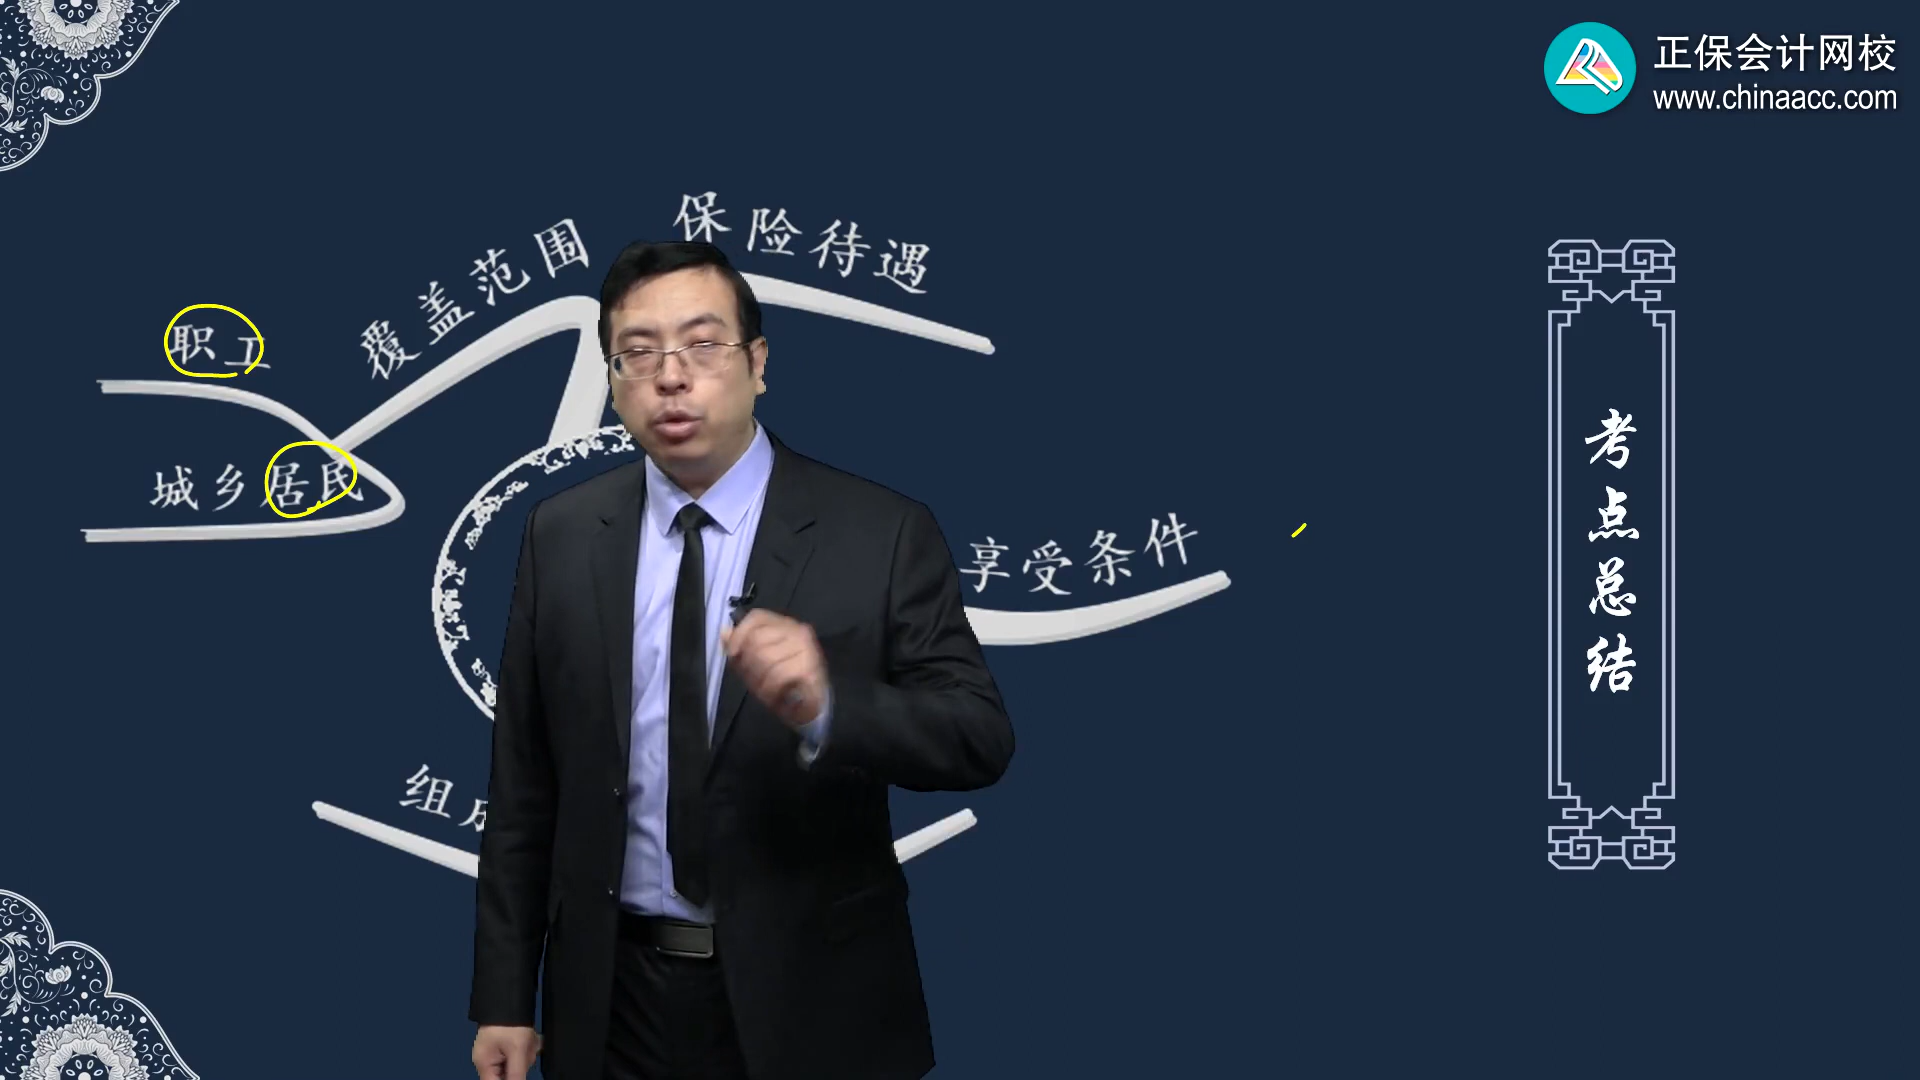 正保会计网校
www.chinaacc.com
保险待遇
覆盖范围
职工
城乡居民
享受条件
组成
考点总结